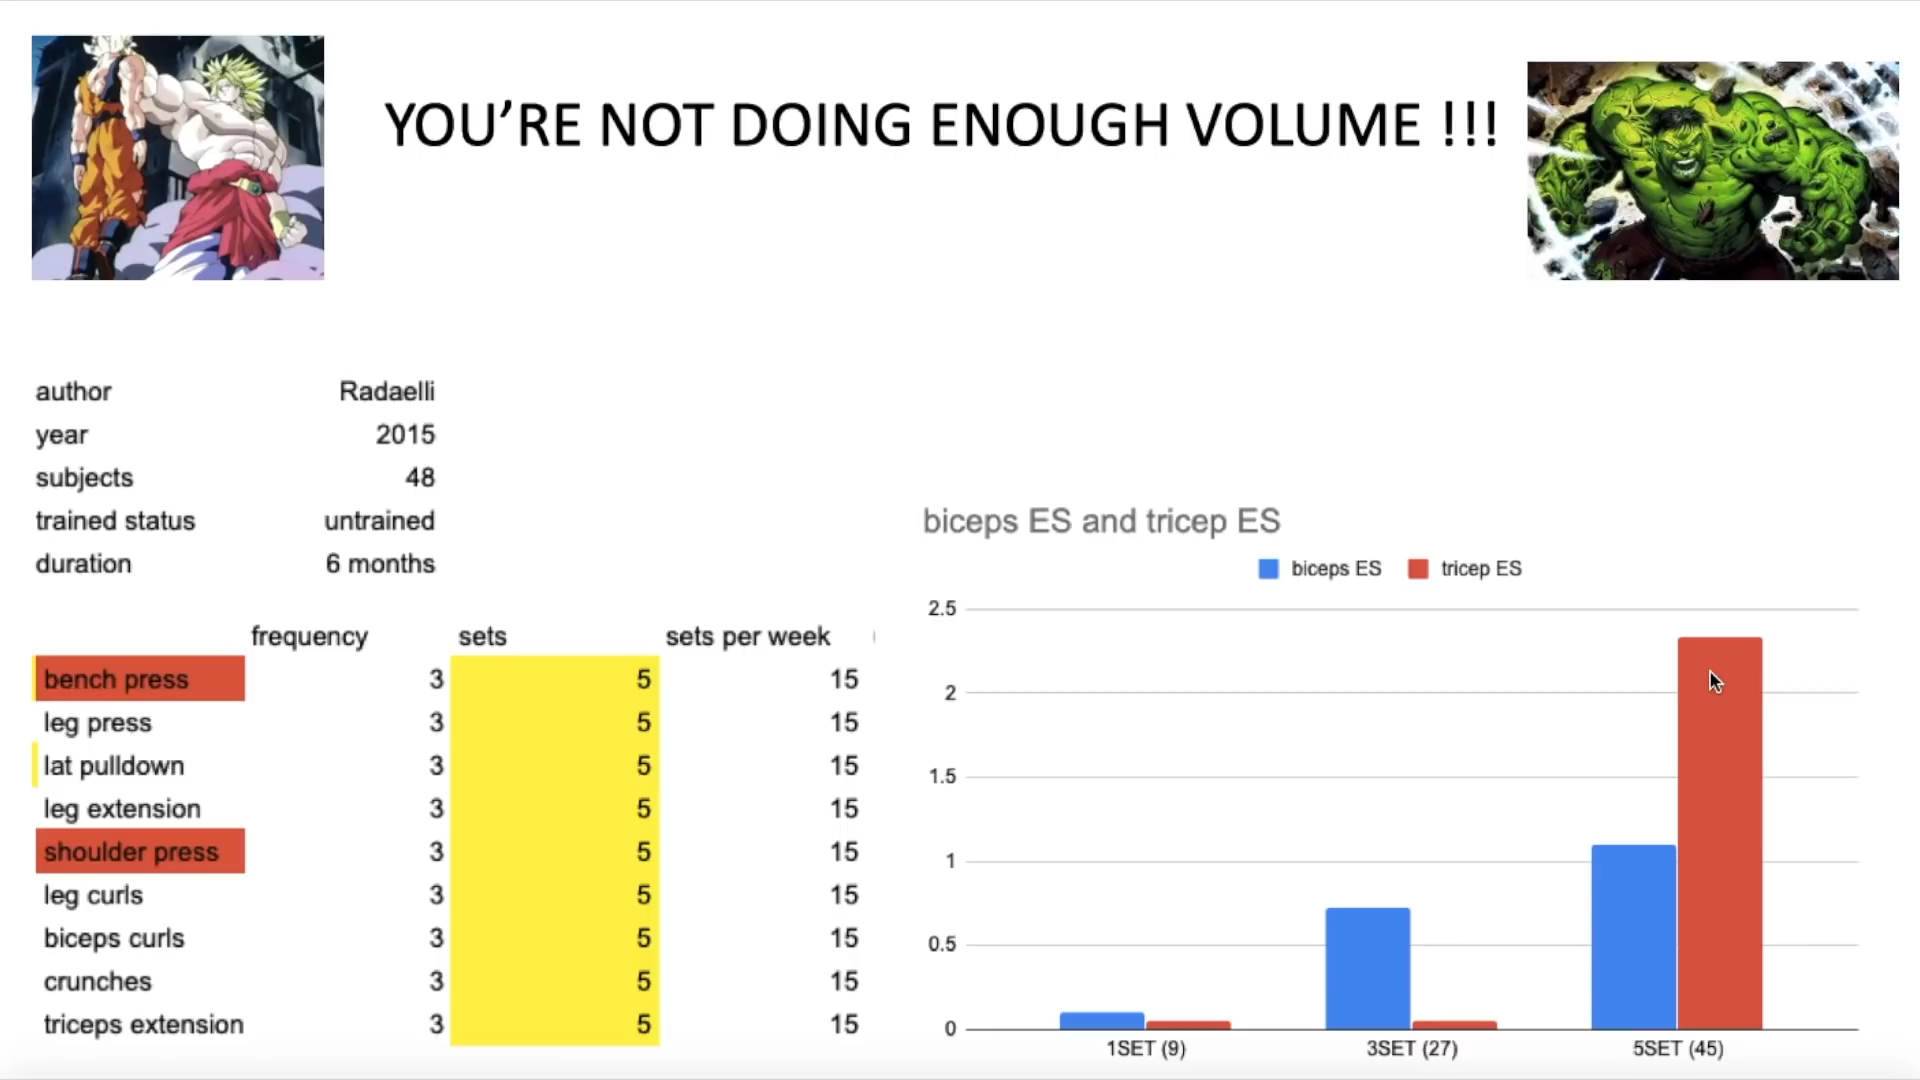 YOU’RE NOT DOING ENOUGH VOLUME !!!
author Radaelli
year 2015
subjects 48
trained status untrained
duration 6 months
frequency sets sets per week
bench press 3 5 15
leg press 3 5 15
lat pulldown 3 5 15
leg extension 3 5 15
shoulder press 3 5 15
leg curls 3 5 15
biceps curls 3 5 15
crunches 3 5 15
triceps extension 3 5 15
biceps ES and tricep ES
biceps ES tricep ES
2.5
2
1.5
1
0.5
0
1SET (9) 3SET (27) 5SET (45)